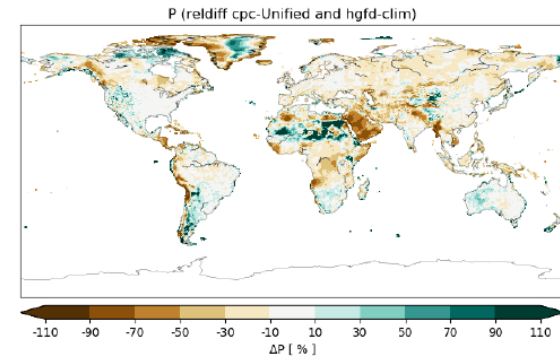 P (reldiff cpc-Unified and hgfd-clim)
-110 -90 -70 -50 -30 -10 10 30 50 70 90 110
ΔP [ % ]